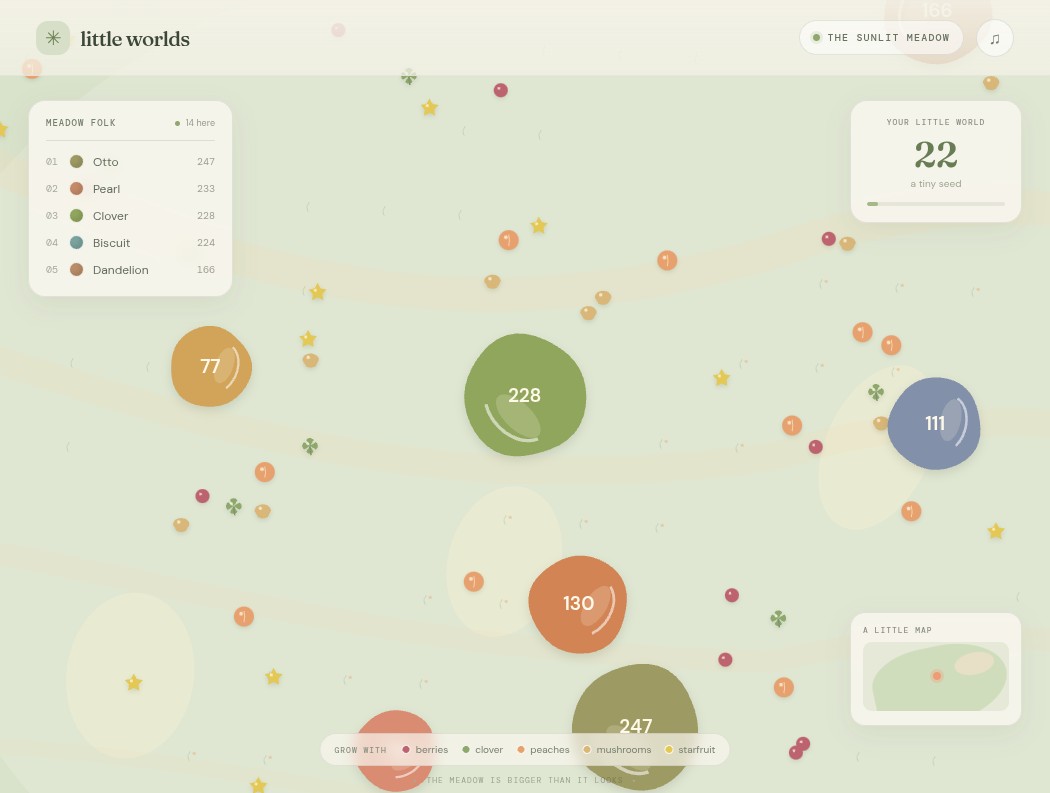 166
little worlds
THE SUNLIT MEADOW
MEADOW FOLK
14 here
01 Otto 247
02 Pearl 233
03 Clover 228
04 Biscuit 224
05 Dandelion 166
YOUR LITTLE WORLD
22
a tiny seed
77
228
111
130
247
A LITTLE MAP
GROW WITH berries clover peaches mushrooms starfruit
THE MEADOW IS BIGGER THAN IT LOOKS